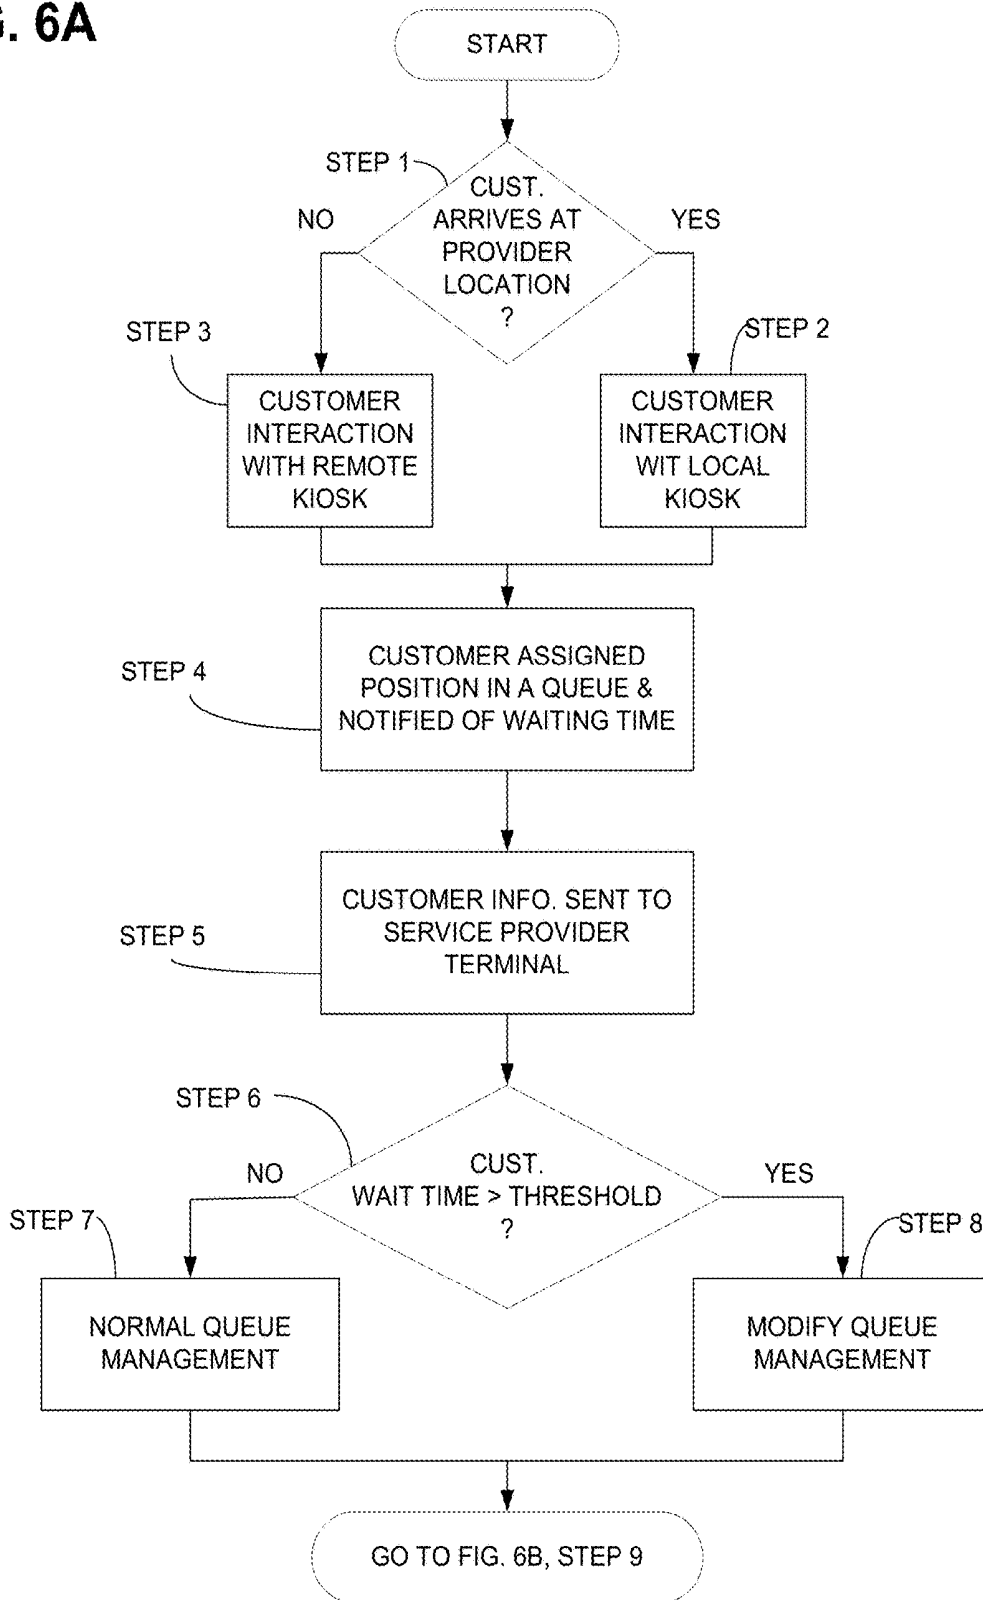 . 6A
START
STEP 1
CUST.
ARRIVES AT
PROVIDER
LOCATION
?
NO
YES
STEP 3
STEP 2
CUSTOMER
INTERACTION
WITH REMOTE
KIOSK
CUSTOMER
INTERACTION
WIT LOCAL
KIOSK
STEP 4
CUSTOMER ASSIGNED
POSITION IN A QUEUE &
NOTIFIED OF WAITING TIME
STEP 5
CUSTOMER INFO. SENT TO
SERVICE PROVIDER
TERMINAL
STEP 6
CUST.
WAIT TIME > THRESHOLD
?
NO
YES
STEP 7
STEP 8
NORMAL QUEUE
MANAGEMENT
MODIFY QUEUE
MANAGEMENT
GO TO FIG. 6B, STEP 9